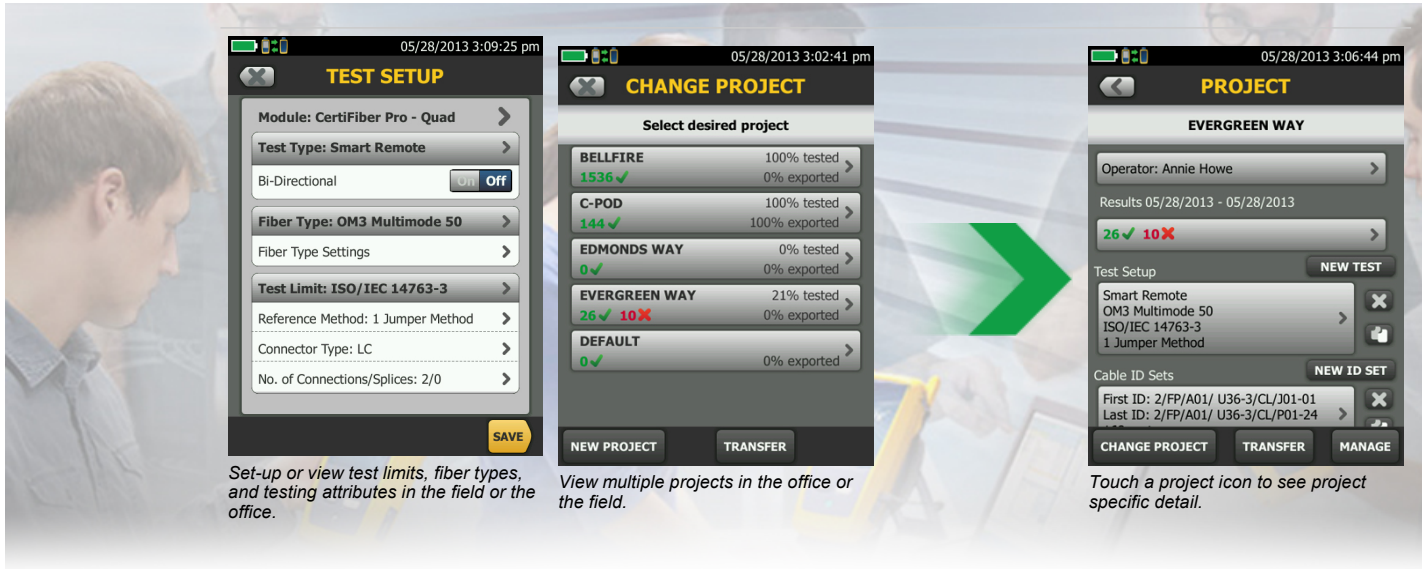 05/28/2013 3:09:25 pm
TEST SETUP
Module: CertiFiber Pro - Quad
Test Type: Smart Remote
Bi-Directional On Off
Fiber Type: OM3 Multimode 50
Fiber Type Settings
Test Limit: ISO/IEC 14763-3
Reference Method: 1 Jumper Method
Connector Type: LC
No. of Connections/Splices: 2/0
SAVE
Set-up or view test limits, fiber types,
and testing attributes in the field or the
office.
05/28/2013 3:02:41 pm
CHANGE PROJECT
Select desired project
BELLFIRE 100% tested
1536 0% exported
C-POD 100% tested
144 100% exported
EDMONDS WAY 0% tested
0 0% exported
EVERGREEN WAY 21% tested
26 10 0% exported
DEFAULT
0 0% exported
NEW PROJECT TRANSFER
View multiple projects in the office or
the field.
05/28/2013 3:06:44 pm
PROJECT
EVERGREEN WAY
Operator: Annie Howe
Results 05/28/2013 - 05/28/2013
26 10
Test Setup NEW TEST
Smart Remote
OM3 Multimode 50
ISO/IEC 14763-3
1 Jumper Method
Cable ID Sets NEW ID SET
First ID: 2/FP/A01/ U36-3/CL/J01-01
Last ID: 2/FP/A01/ U36-3/CL/P01-24
CHANGE PROJECT TRANSFER MANAGE
Touch a project icon to see project
specific detail.